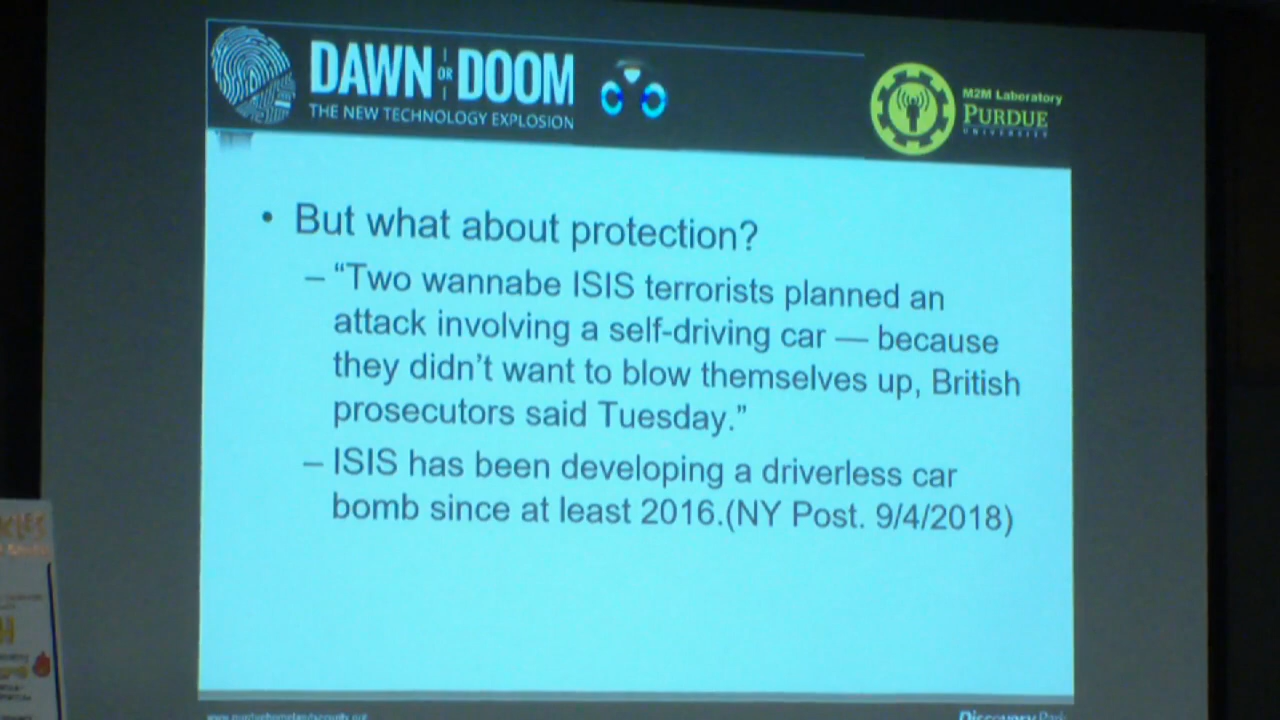 DAWN OR DOOM
THE NEW TECHNOLOGY EXPLOSION
M2M Laboratory
PURDUE
UNIVERSITY
• But what about protection?
– “Two wannabe ISIS terrorists planned an
attack involving a self-driving car — because
they didn’t want to blow themselves up, British
prosecutors said Tuesday.”
– ISIS has been developing a driverless car
bomb since at least 2016.(NY Post. 9/4/2018)
Discovery Park